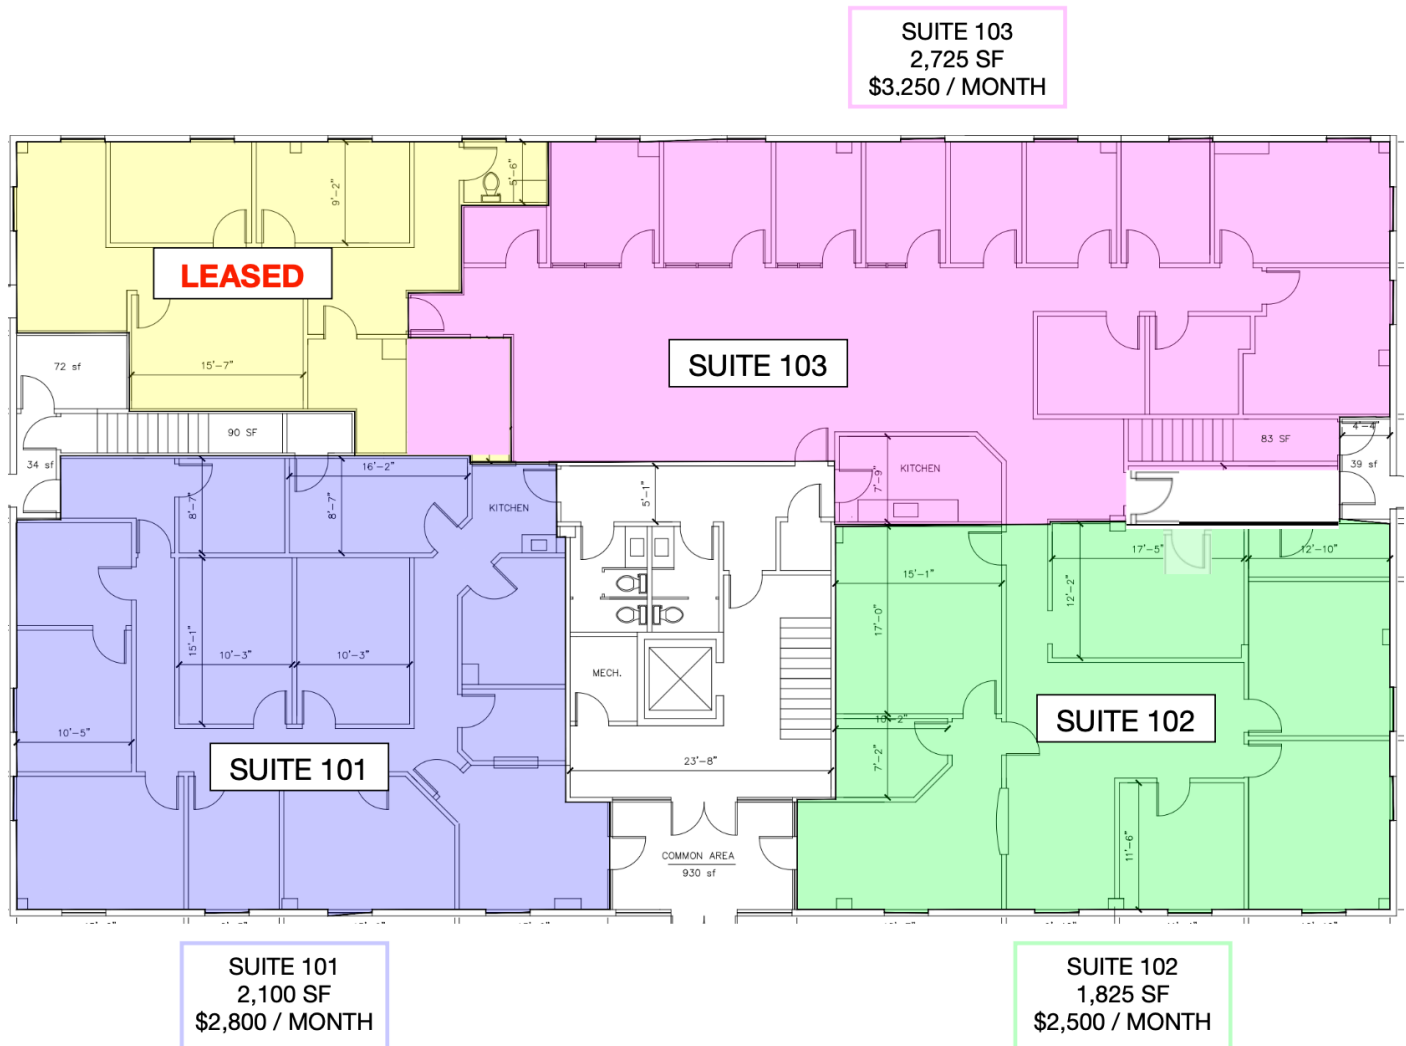 SUITE 103
2,725 SF
$3,250 / MONTH
9'-2"
5'-6"
LEASED
SUITE 103
72 sf
15'-7"
90 SF
83 SF
4'-4"
34 sf
39 sf
16'-2"
8'-7"
8'-7"
KITCHEN
5'-1"
7'-9"
KITCHEN
17'-5"
12'-10"
15'-1"
12'-2"
17'-0"
15'-1"
10'-3"
10'-3"
MECH.
10'-2"
SUITE 102
10'-5"
7'-2"
SUITE 101
23'-8"
11'-6"
COMMON AREA
930 sf
SUITE 101
2,100 SF
$2,800 / MONTH
SUITE 102
1,825 SF
$2,500 / MONTH